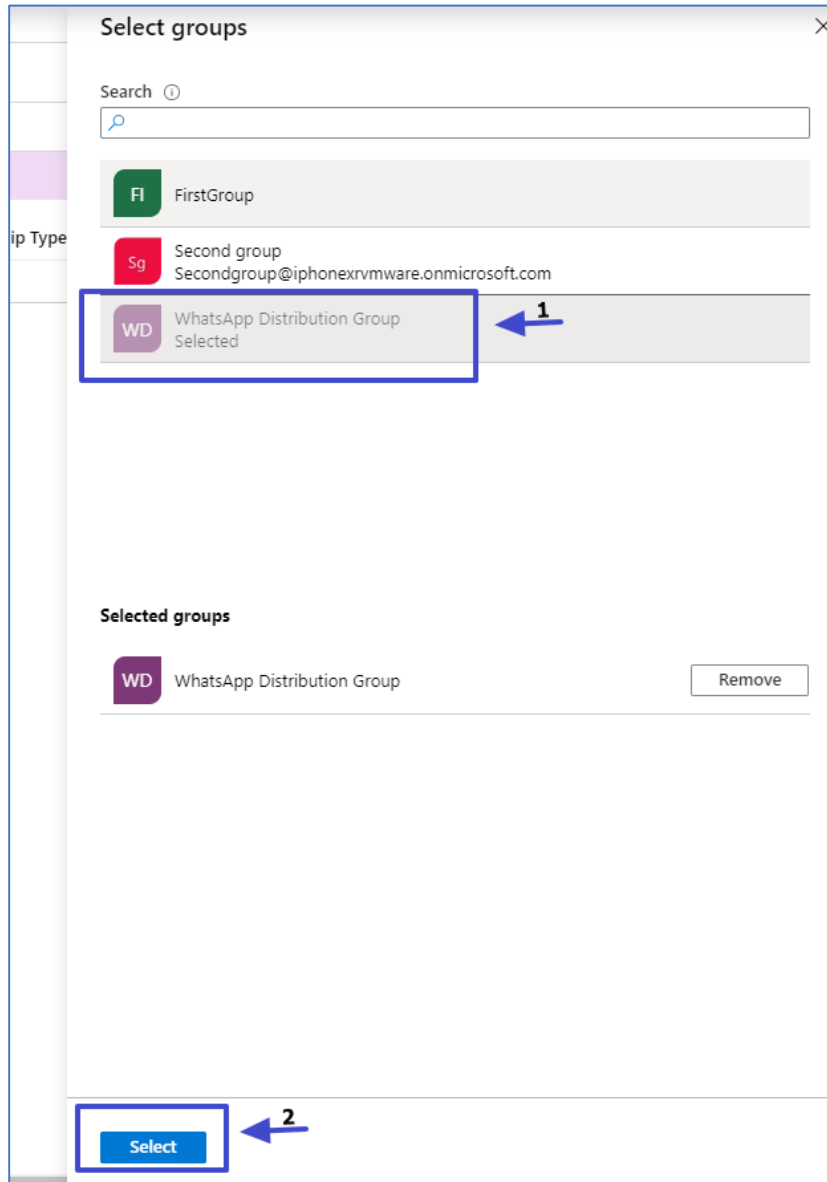 Select groups
Search
ip Type
FI
FirstGroup
Sg
Second group
Secondgroup@iphonexrvmware.onmicrosoft.com
WD
WhatsApp Distribution Group
Selected
1
Selected groups
WD
WhatsApp Distribution Group
Remove
Select
2